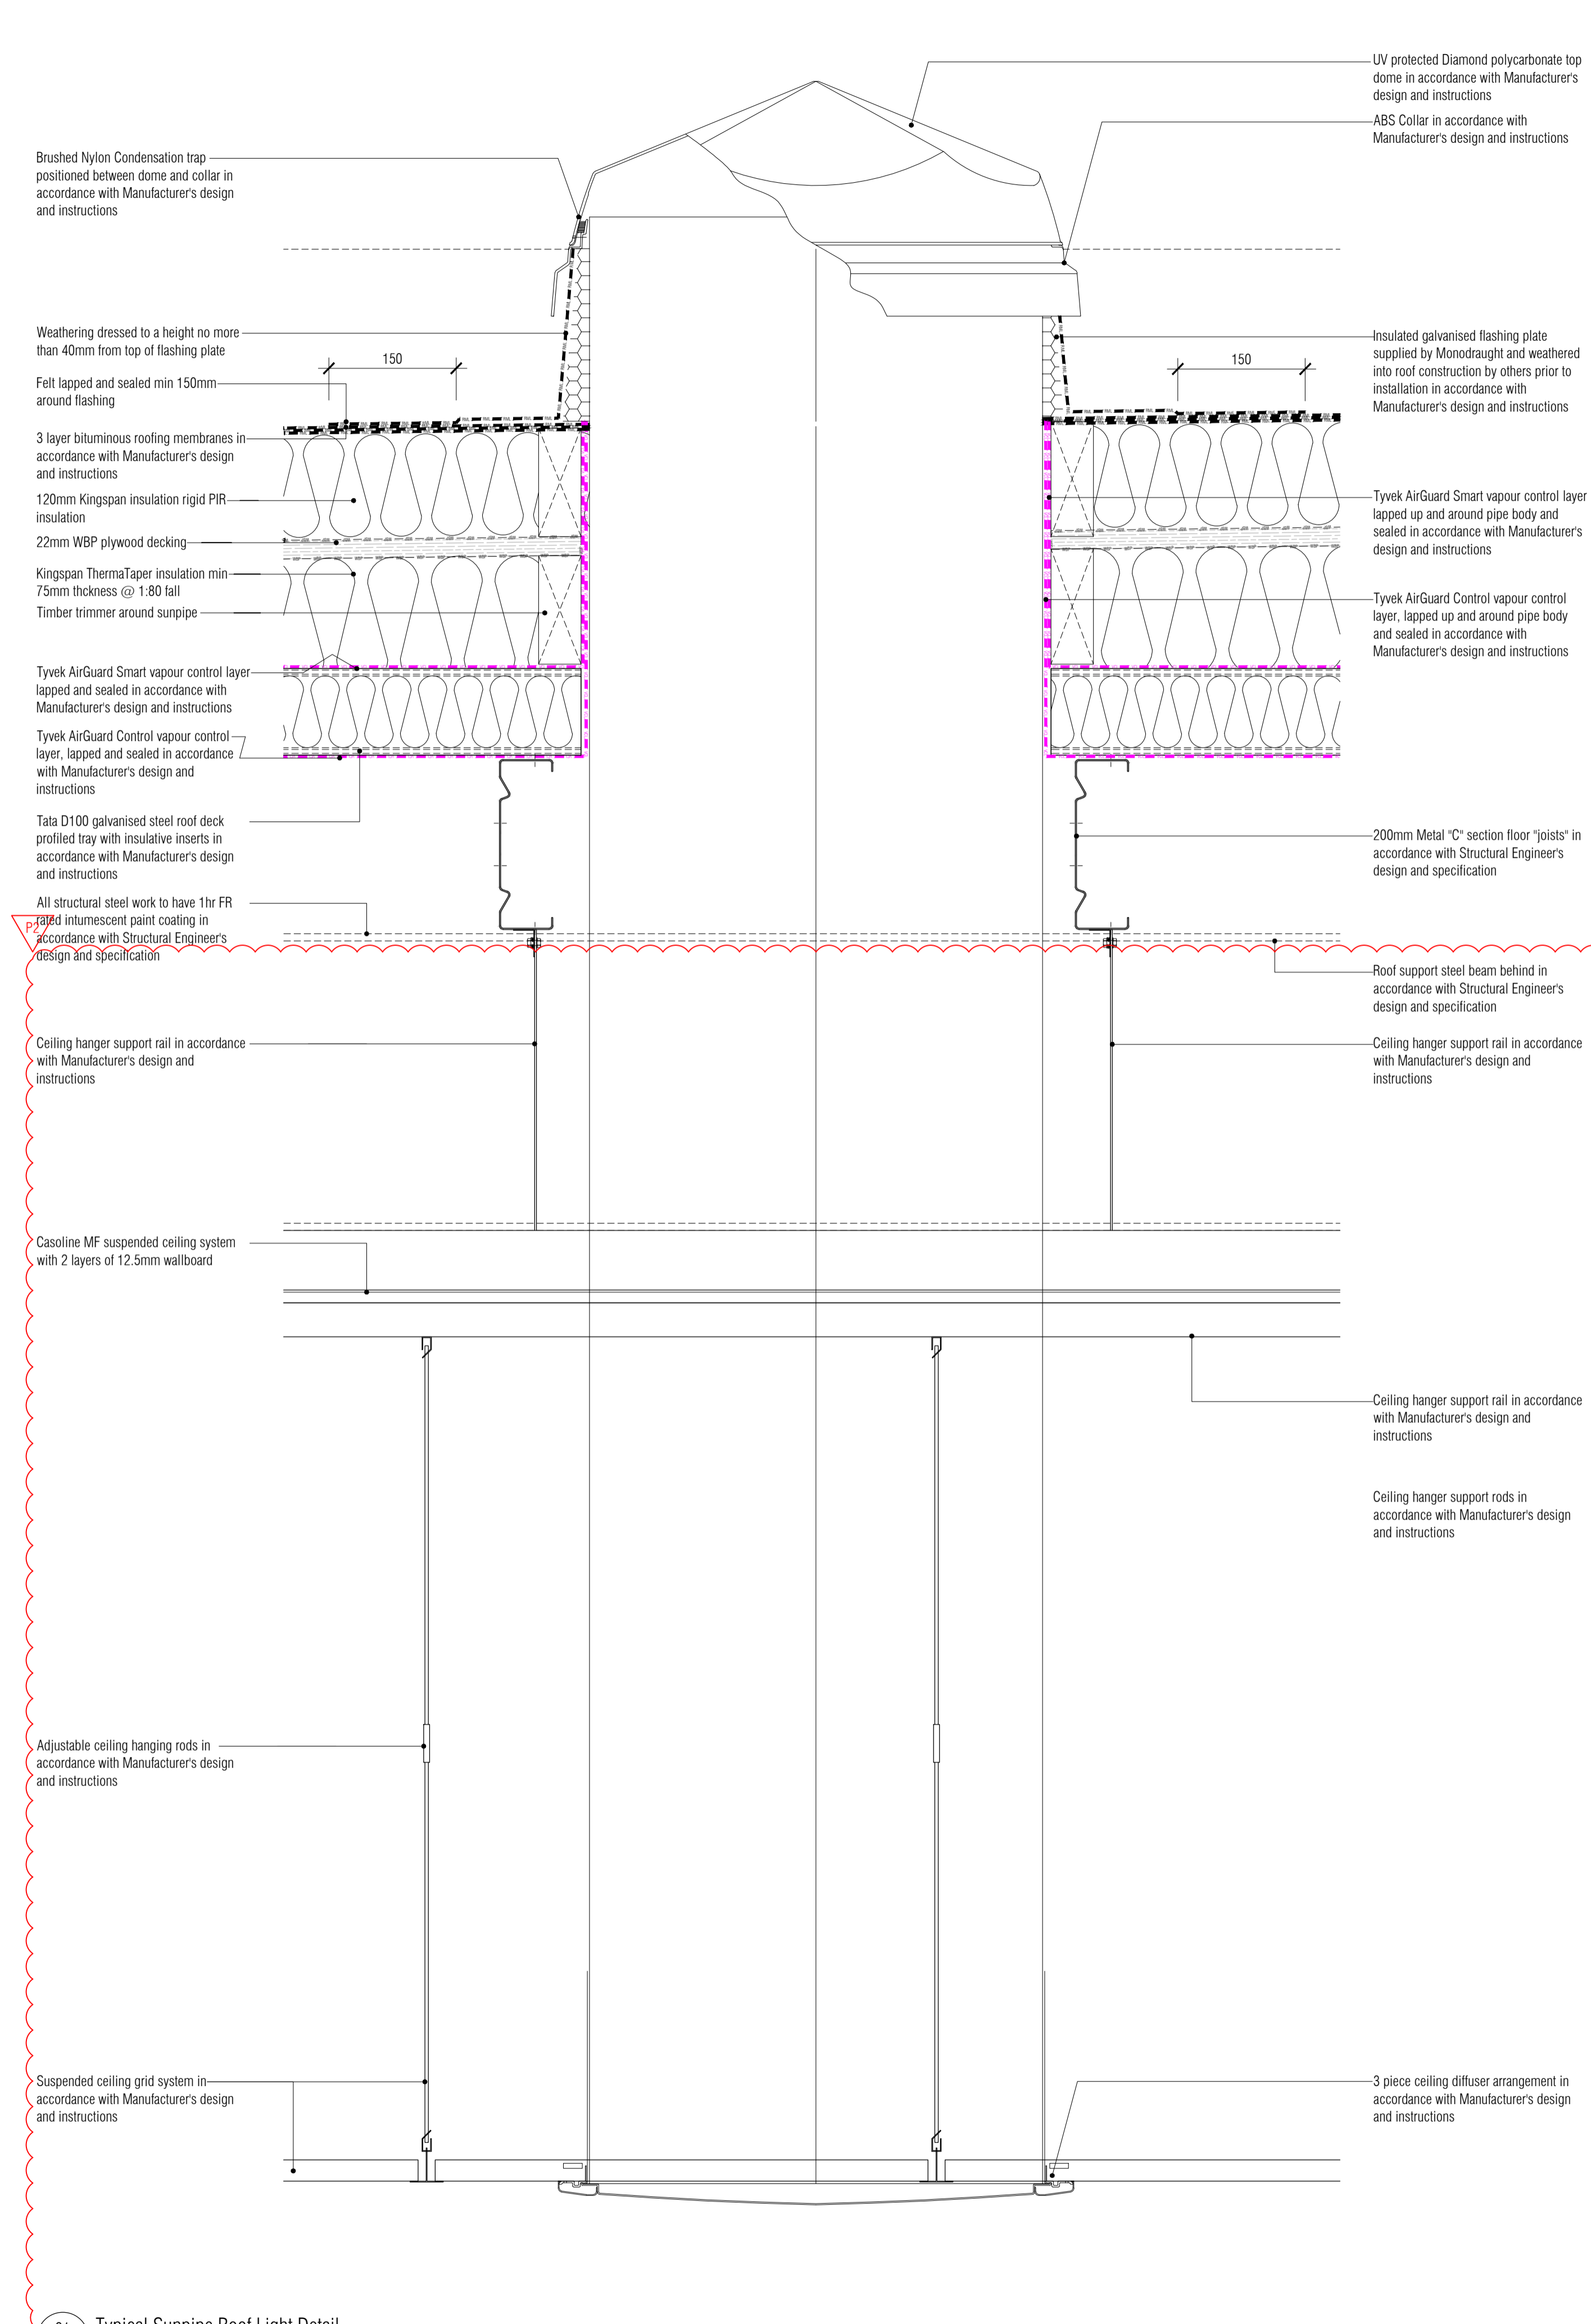 UV protected Diamond polycarbonate top
dome in accordance with Manufacturer's
design and instructions
ABS Collar in accordance with
Manufacturer's design and instructions
Brushed Nylon Condensation trap
positioned between dome and collar in
accordance with Manufacturer's design
and instructions
Weathering dressed to a height no more
than 40mm from top of flashing plate
150
150
Insulated galvanised flashing plate
supplied by Monodraught and weathered
into roof construction by others prior to
installation in accordance with
Manufacturer's design and instructions
Felt lapped and sealed min 150mm
around flashing
3 layer bituminous roofing membranes in
accordance with Manufacturer's design
and instructions
120mm Kingspan insulation rigid PIR
insulation
22mm WBP plywood decking
Kingspan ThermaTaper insulation min
75mm thckness @ 1:80 fall
Timber trimmer around sunpipe
Tyvek AirGuard Smart vapour control layer
lapped up and around pipe body and
sealed in accordance with Manufacturer's
design and instructions
Tyvek AirGuard Control vapour control
layer, lapped up and around pipe body
and sealed in accordance with
Manufacturer's design and instructions
Tyvek AirGuard Smart vapour control layer
lapped and sealed in accordance with
Manufacturer's design and instructions
Tyvek AirGuard Control vapour control
layer, lapped and sealed in accordance
with Manufacturer's design and
instructions
Tata D100 galvanised steel roof deck
profiled tray with insulative inserts in
accordance with Manufacturer's design
and instructions
200mm Metal "C" section floor "joists" in
accordance with Structural Engineer's
design and specification
P2
All structural steel work to have 1hr FR
rated intumescent paint coating in
accordance with Structural Engineer's
design and specification
Roof support steel beam behind in
accordance with Structural Engineer's
design and specification
Ceiling hanger support rail in accordance
with Manufacturer's design and
instructions
Ceiling hanger support rail in accordance
with Manufacturer's design and
instructions
Casoline MF suspended ceiling system
with 2 layers of 12.5mm wallboard
Ceiling hanger support rail in accordance
with Manufacturer's design and
instructions
Ceiling hanger support rods in
accordance with Manufacturer's design
and instructions
Adjustable ceiling hanging rods in
accordance with Manufacturer's design
and instructions
Suspended ceiling grid system in
accordance with Manufacturer's design
and instructions
3 piece ceiling diffuser arrangement in
accordance with Manufacturer's design
and instructions
Typical Sunpipe Roof Light Detail